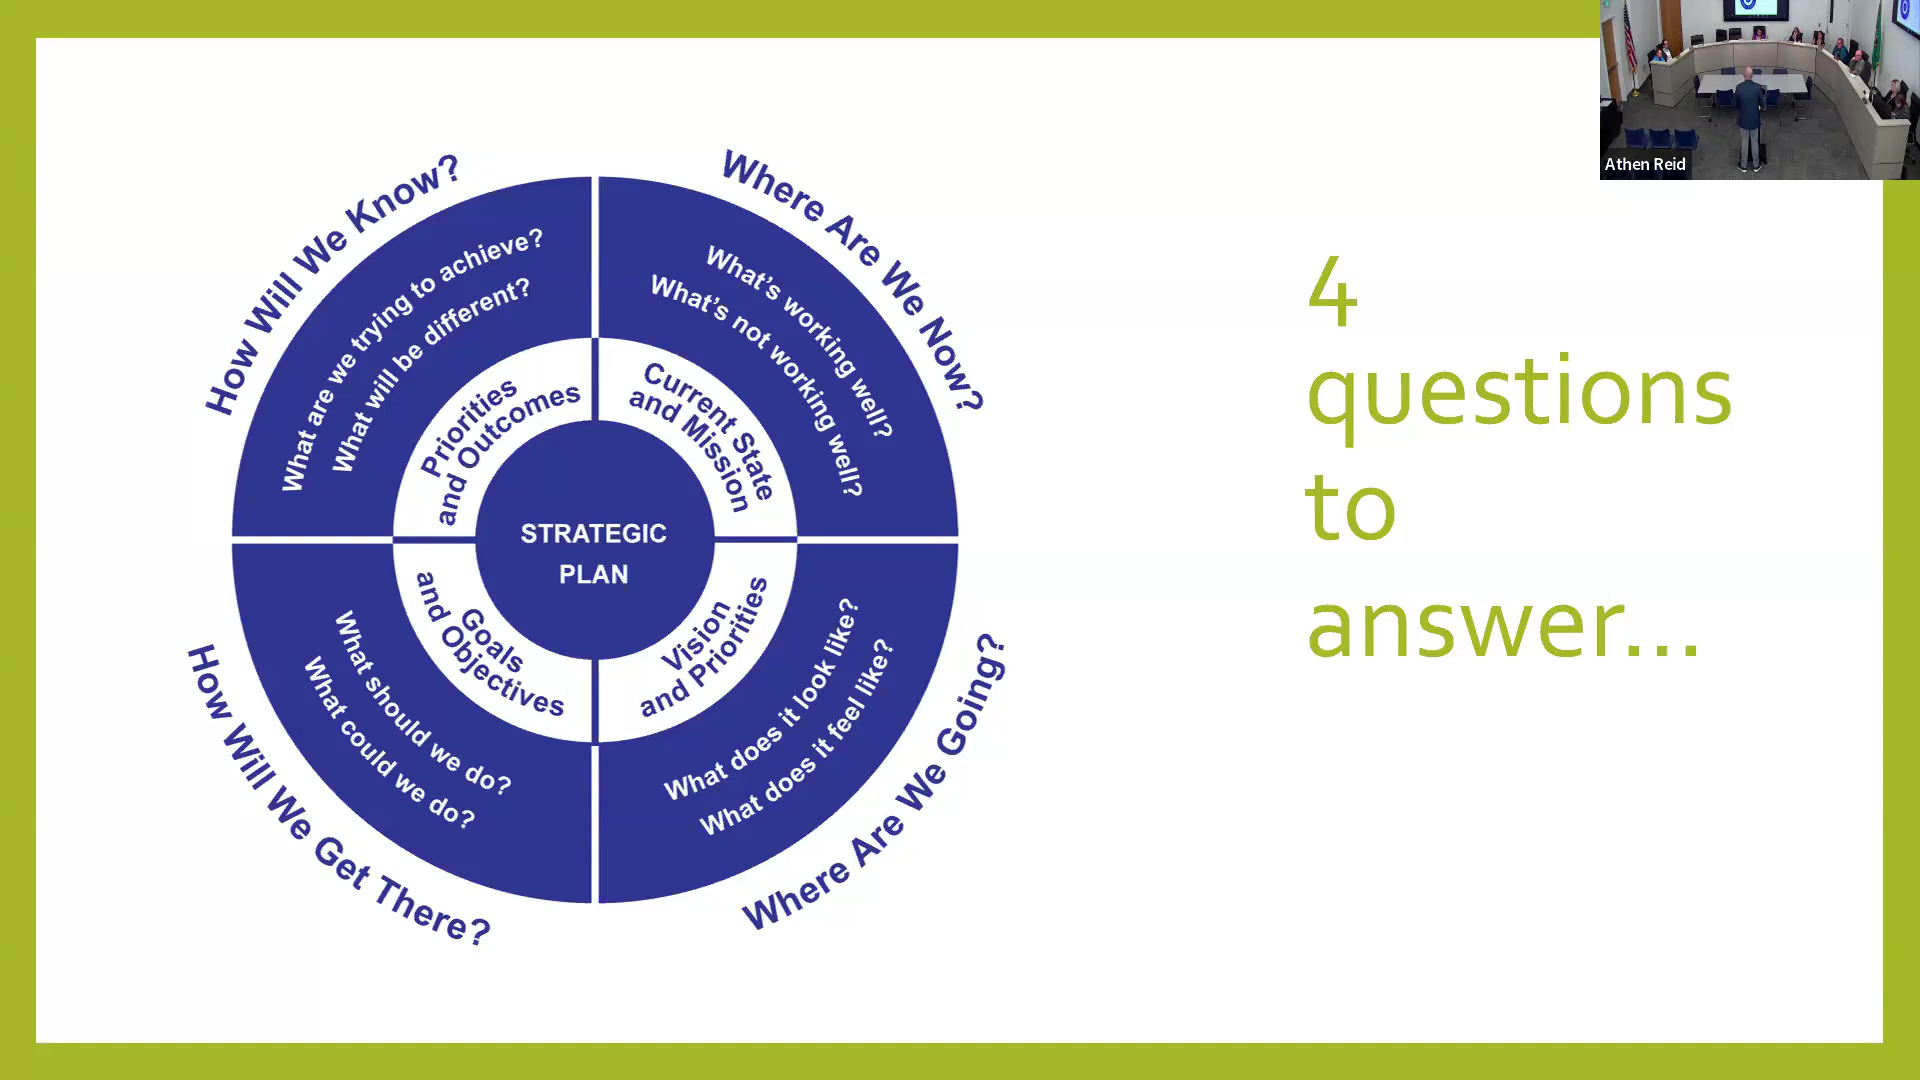 Athen Reid
4
questions
to
answer...
How Will We Know?
What are we trying to achieve?
What will be different?
Priorities
and Outcomes
Where Are We Now?
What's working well?
What's not working well?
Current State
and Mission
STRATEGIC
PLAN
How Will We Get There?
What should we do?
What could we do?
Goals
and Objectives
Where Are We Going?
What does it look like?
What does it feel like?
Vision
and Priorities